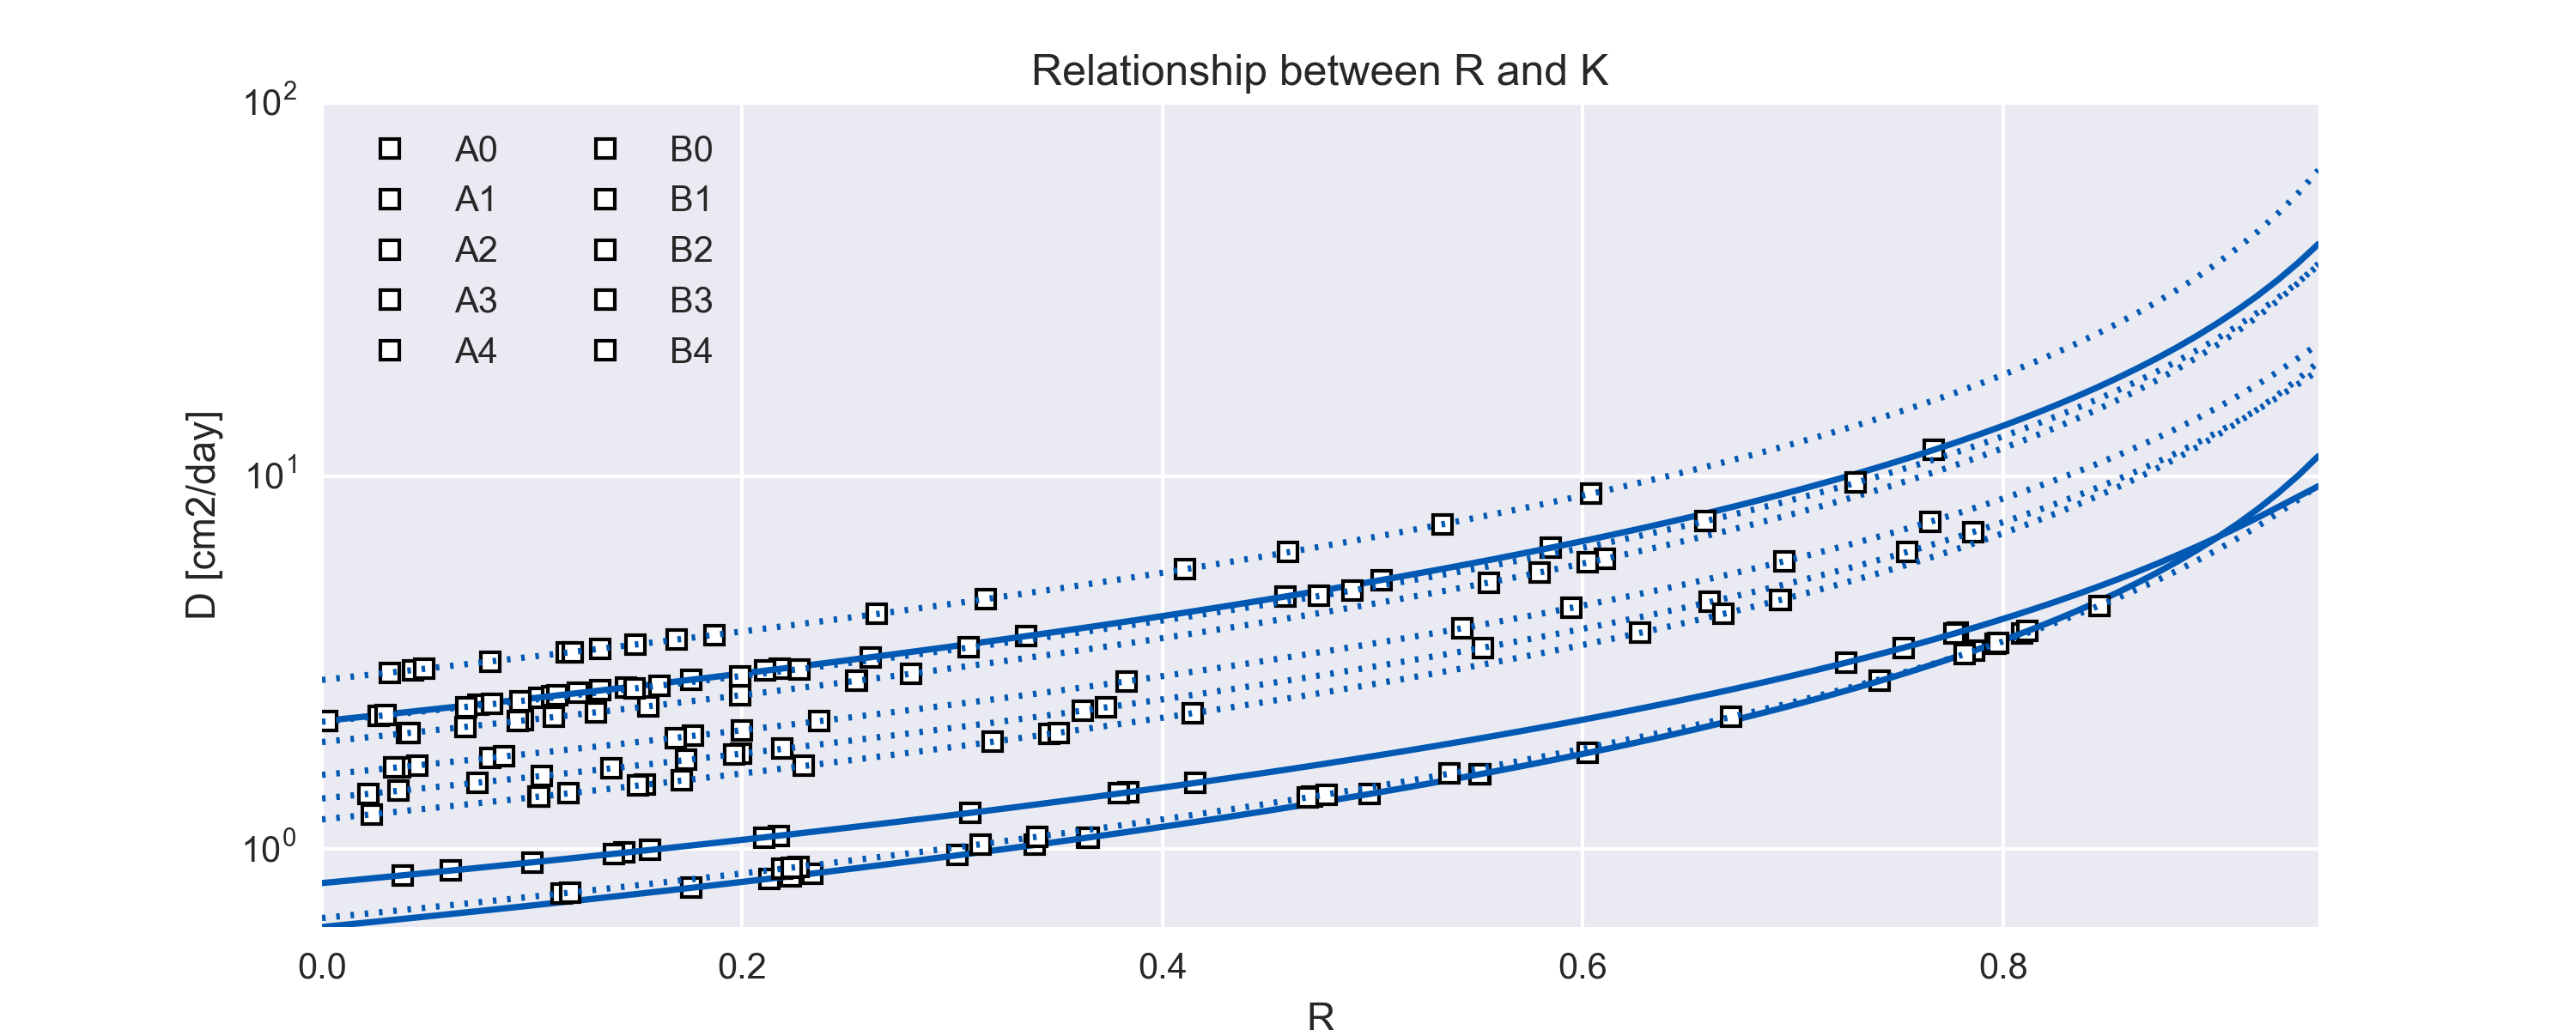 Relationship between R and K
10²
A0 B0
A1 B1
A2 B2
A3 B3
A4 B4
10¹
10⁰
D [cm2/day]
0.0 0.2 0.4 0.6 0.8
R